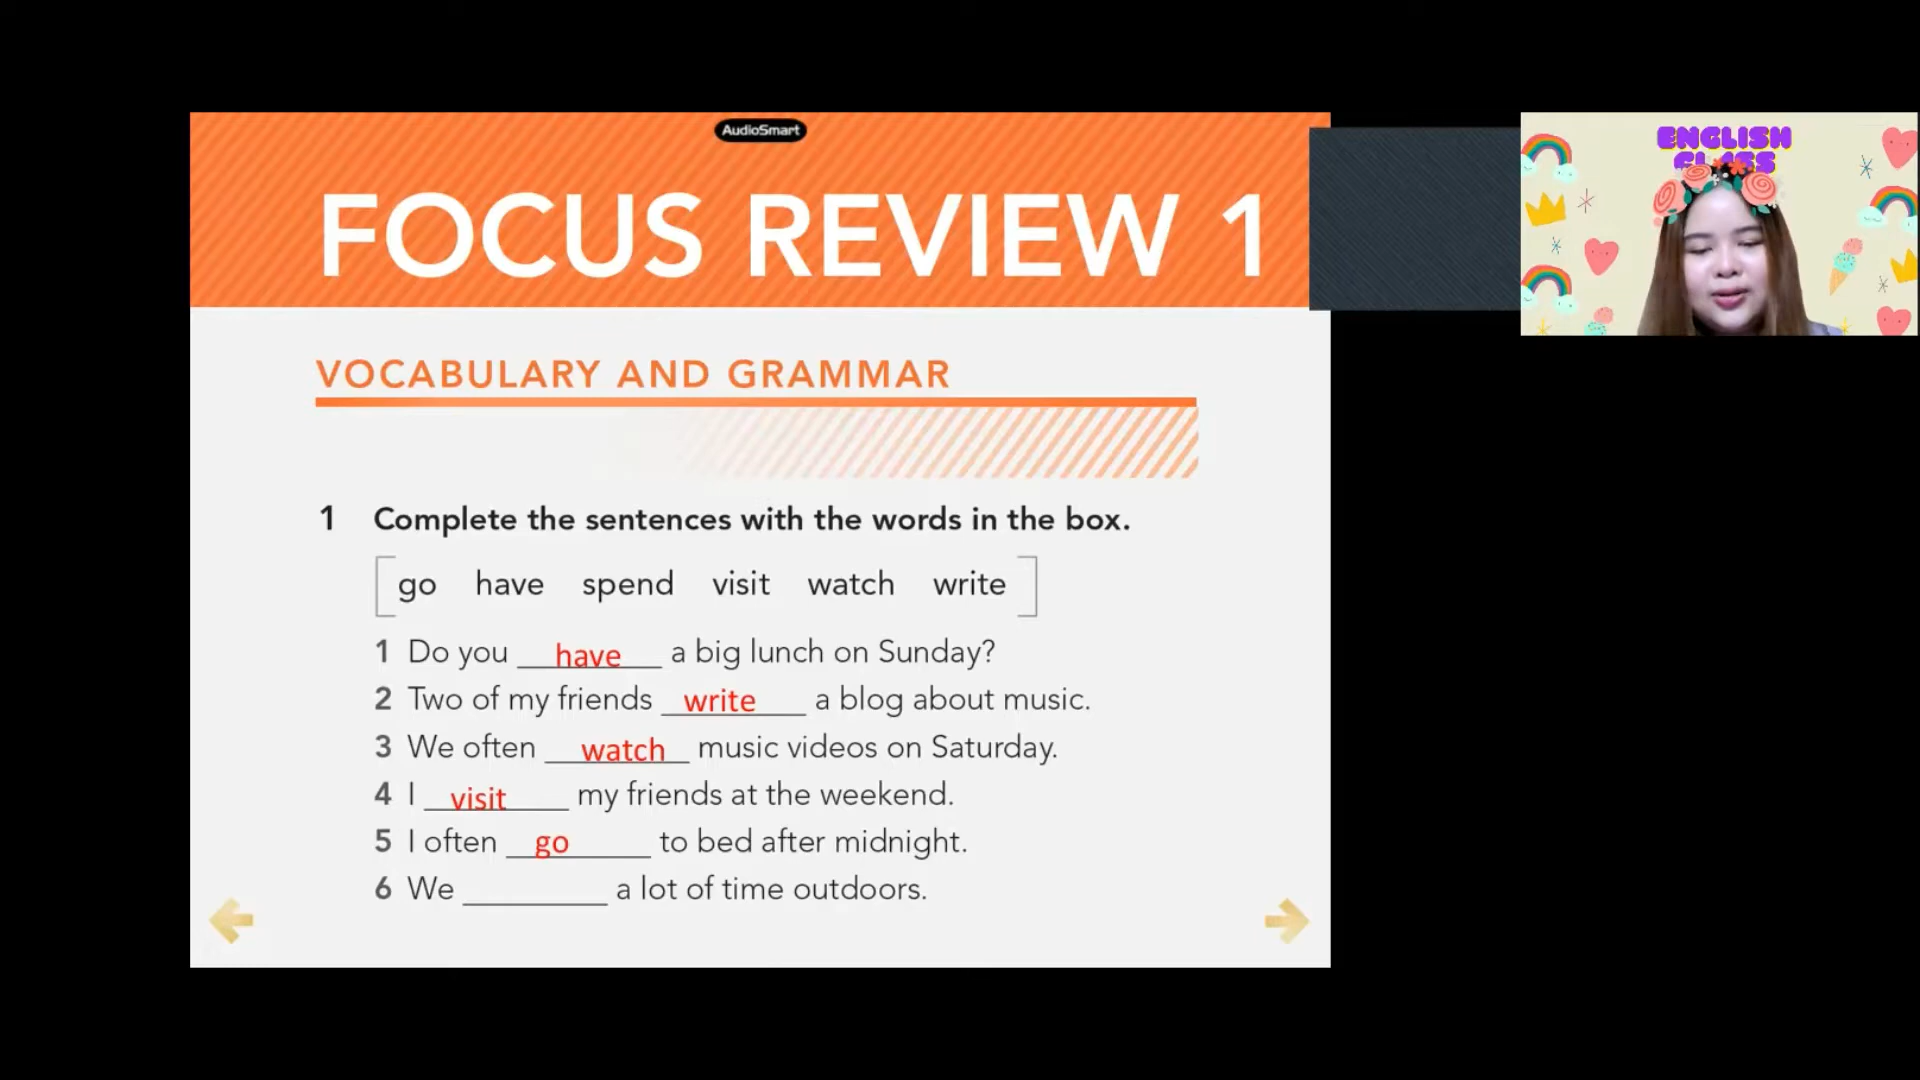 AudioSmart
FOCUS REVIEW 1
VOCABULARY AND GRAMMAR
1 Complete the sentences with the words in the box.
go have spend visit watch write
1 Do you have a big lunch on Sunday?
2 Two of my friends write a blog about music.
3 We often watch music videos on Saturday.
4 I visit my friends at the weekend.
5 I often go to bed after midnight.
6 We __________ a lot of time outdoors.
ENGLISH
CLASS